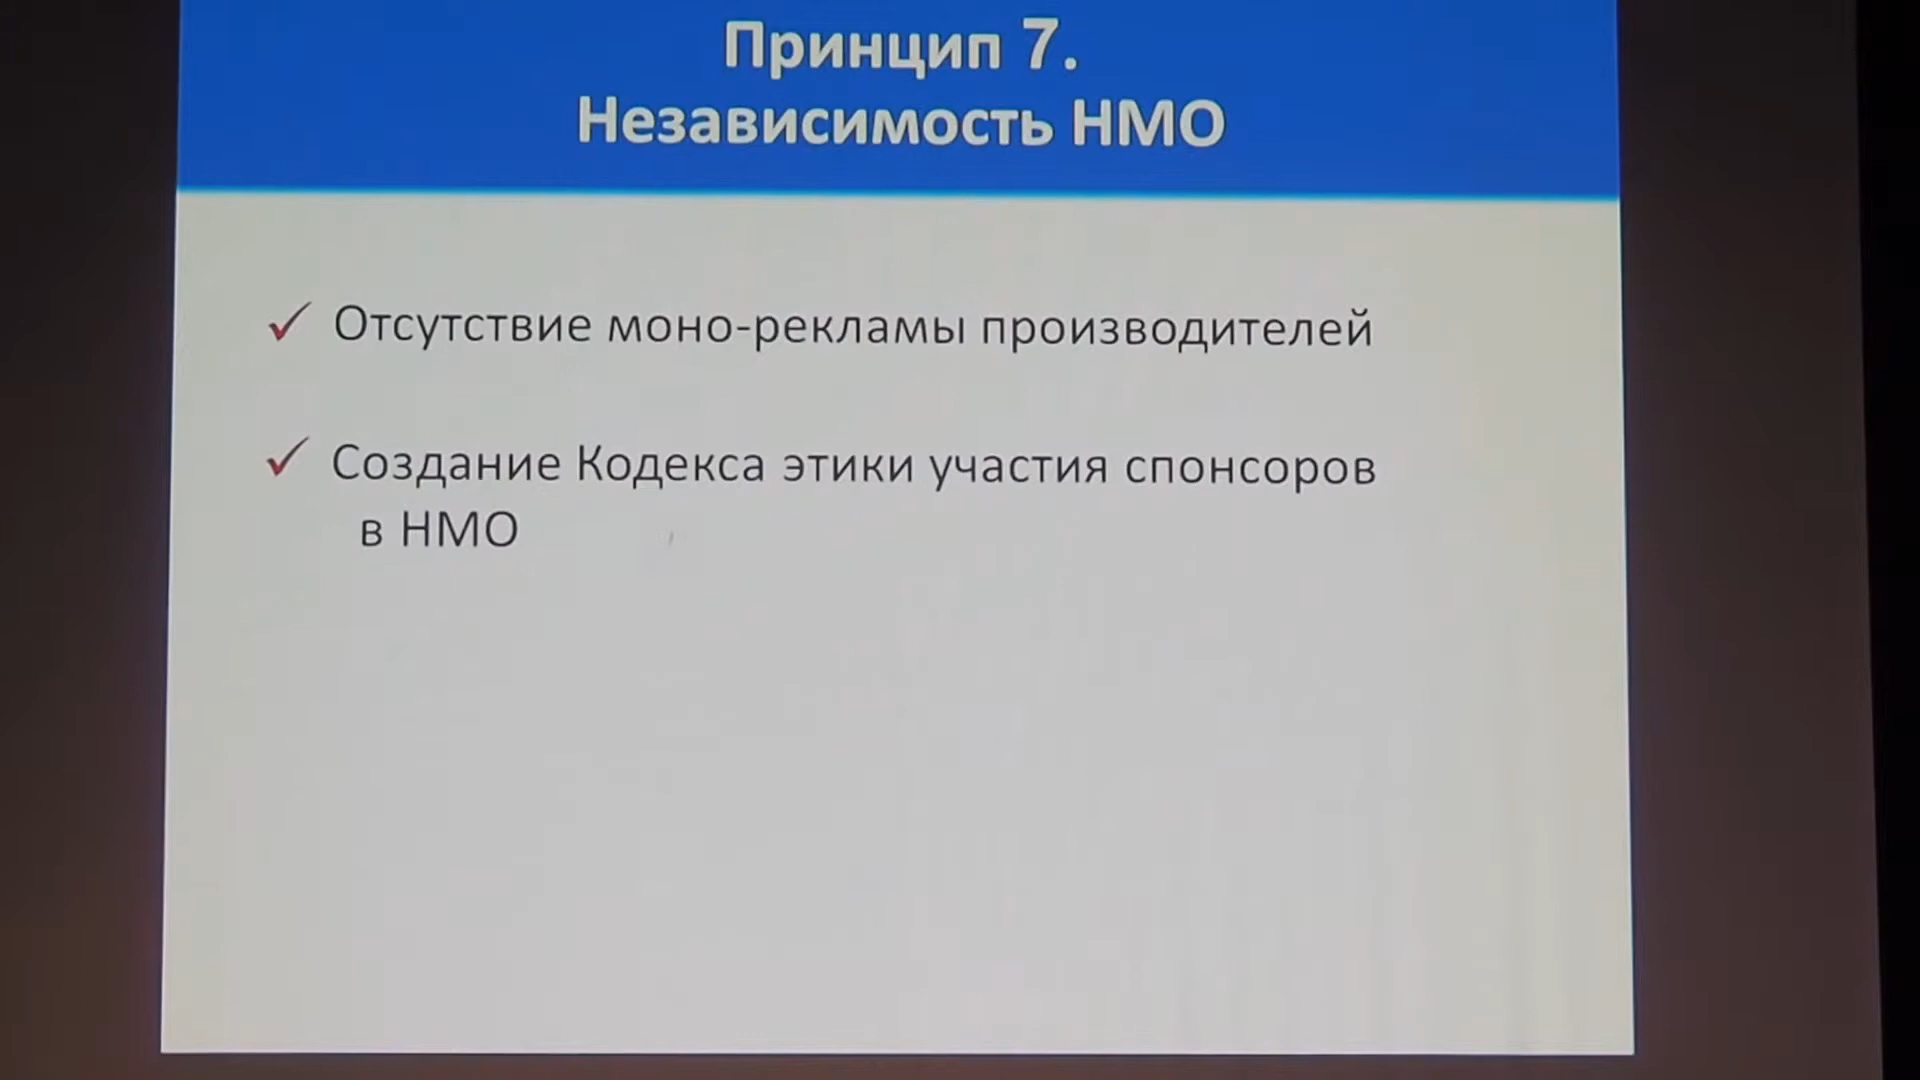 Принцип 7.
Независимость НМО
Отсутствие моно-рекламы производителей
Создание Кодекса этики участия спонсоров
в НМО